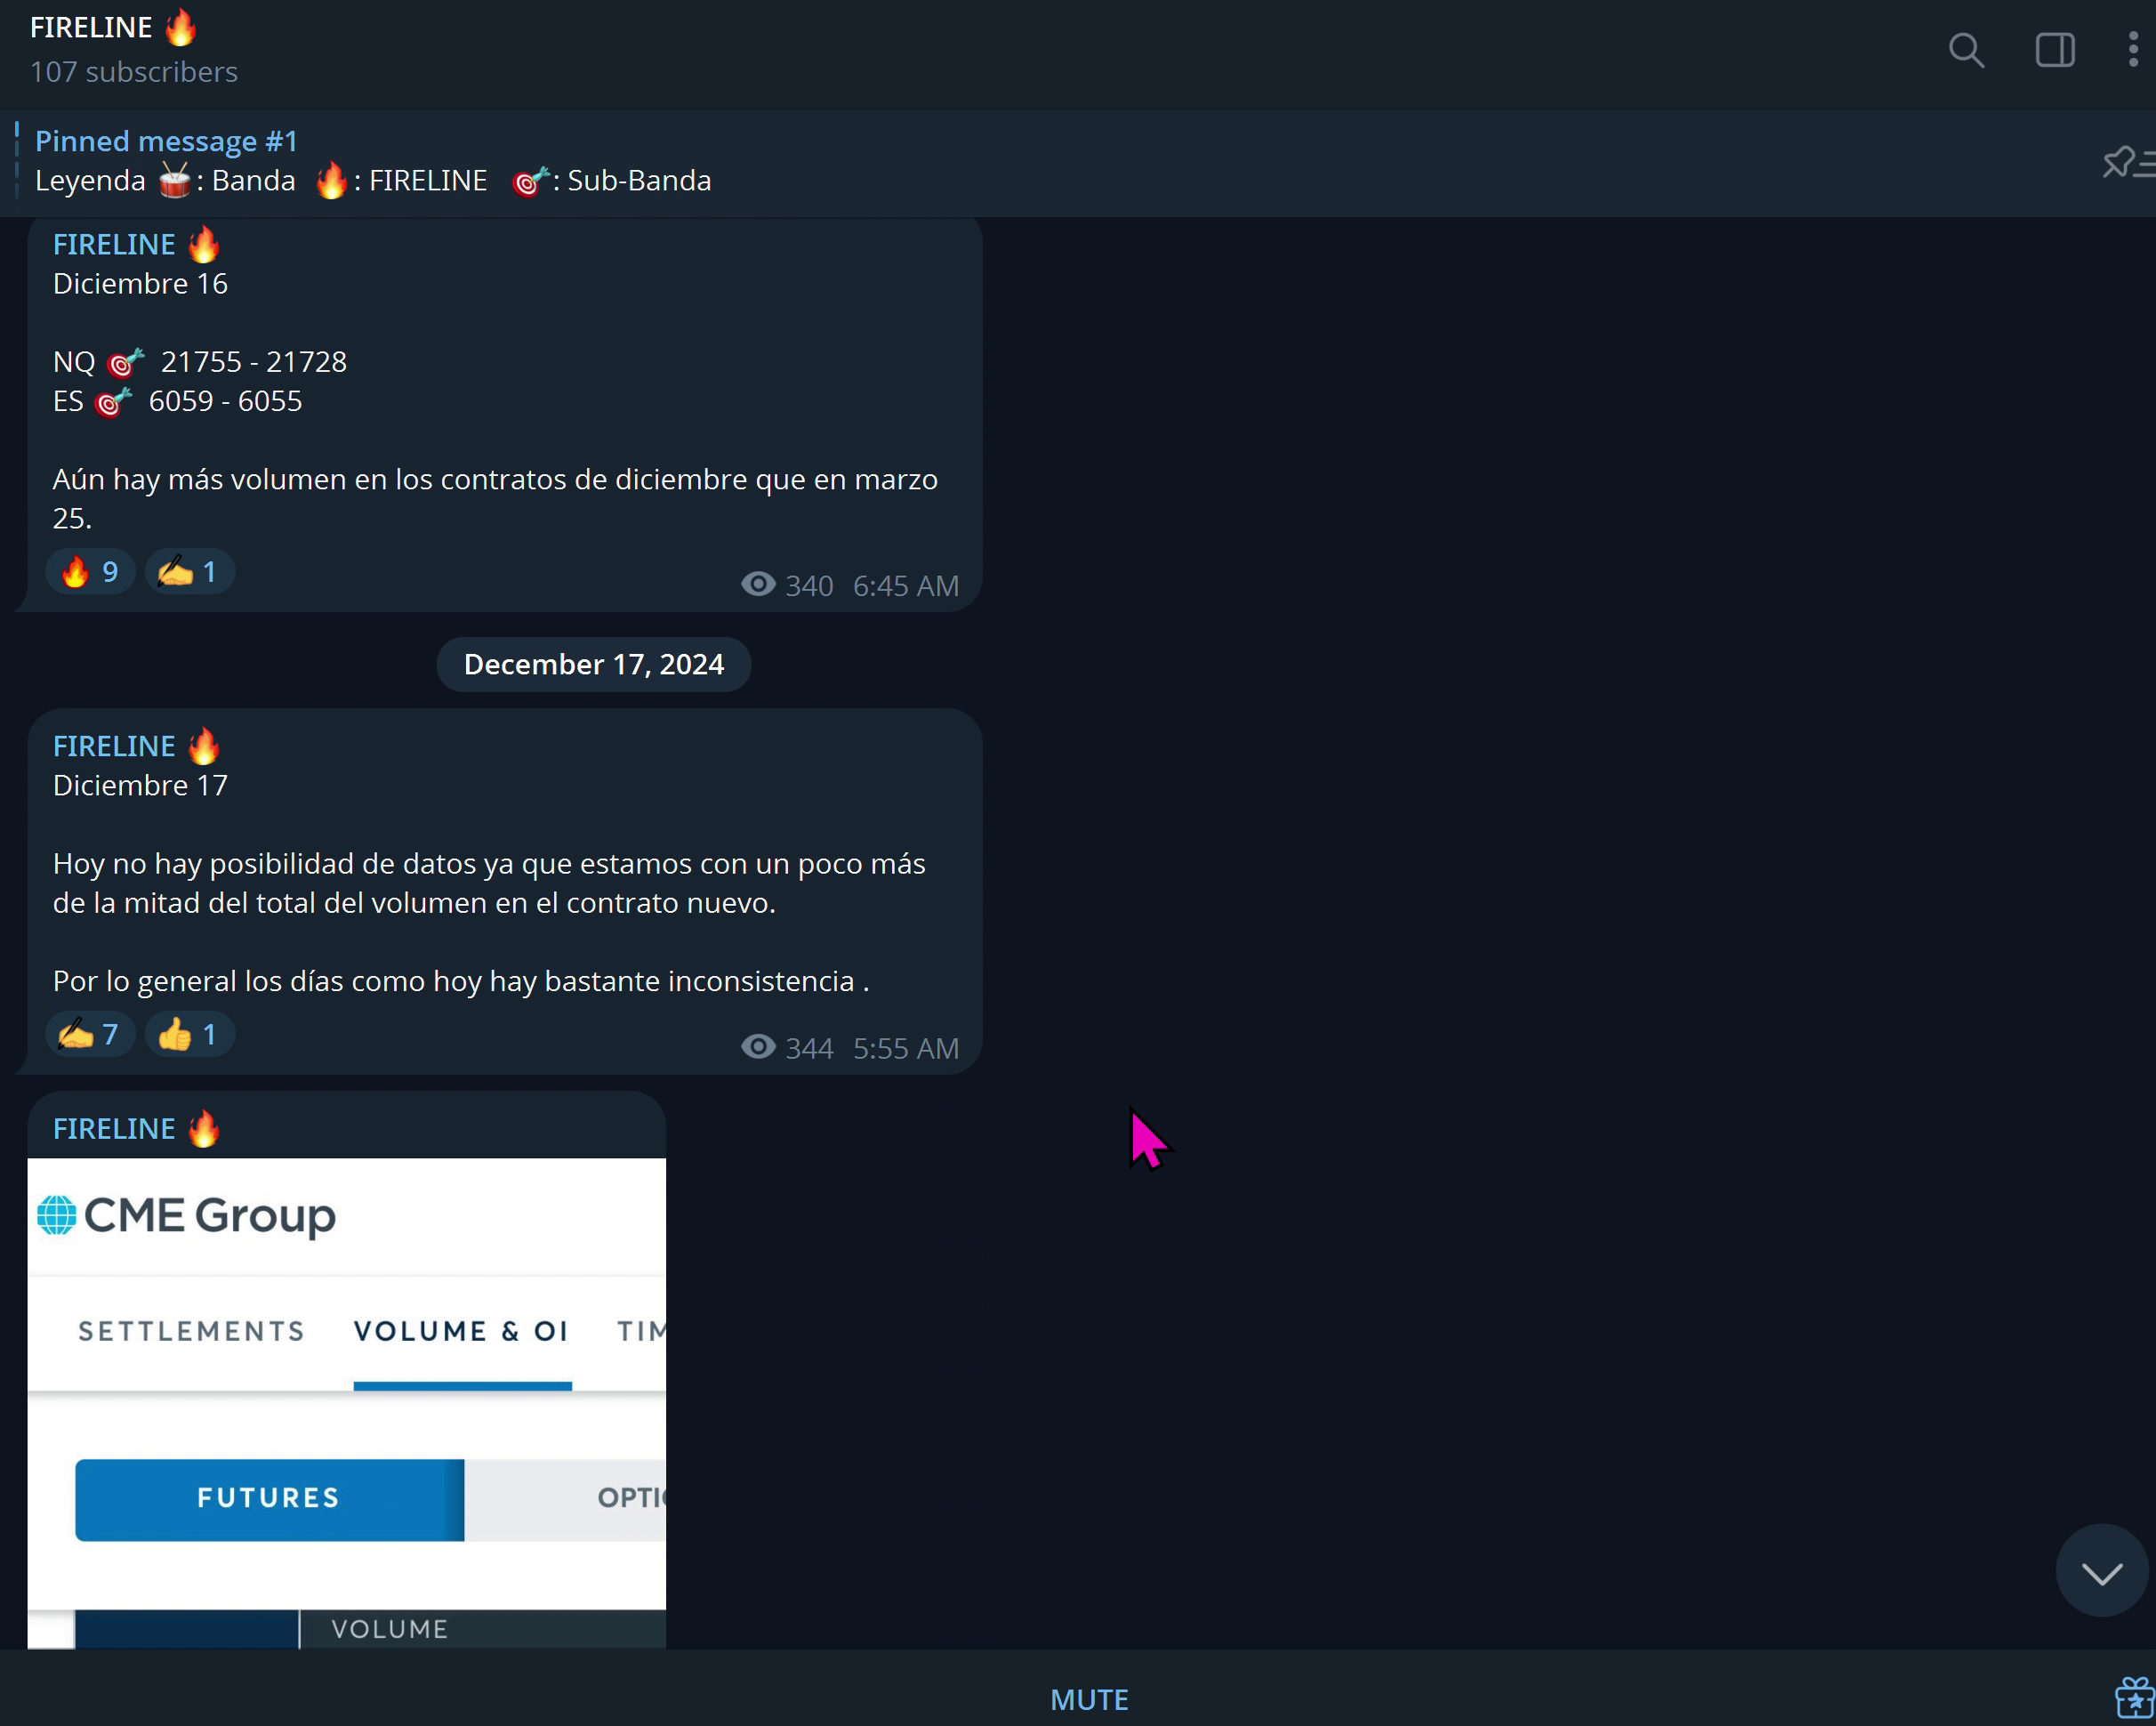 FIRELINE 🔥
107 subscribers
Pinned message #1
Leyenda 🥁: Banda 🔥: FIRELINE 🎯: Sub-Banda
FIRELINE 🔥
Diciembre 16
NQ 🎯 21755 - 21728
ES 🎯 6059 - 6055
Aún hay más volumen en los contratos de diciembre que en marzo
25.
🔥 9 ✍️ 1
340 6:45 AM
December 17, 2024
FIRELINE 🔥
Diciembre 17
Hoy no hay posibilidad de datos ya que estamos con un poco más
de la mitad del total del volumen en el contrato nuevo.
Por lo general los días como hoy hay bastante inconsistencia .
✍️ 7 👍 1
344 5:55 AM
FIRELINE 🔥
CME Group
SETTLEMENTS VOLUME & OI TIM
FUTURES OPTI
VOLUME
MUTE